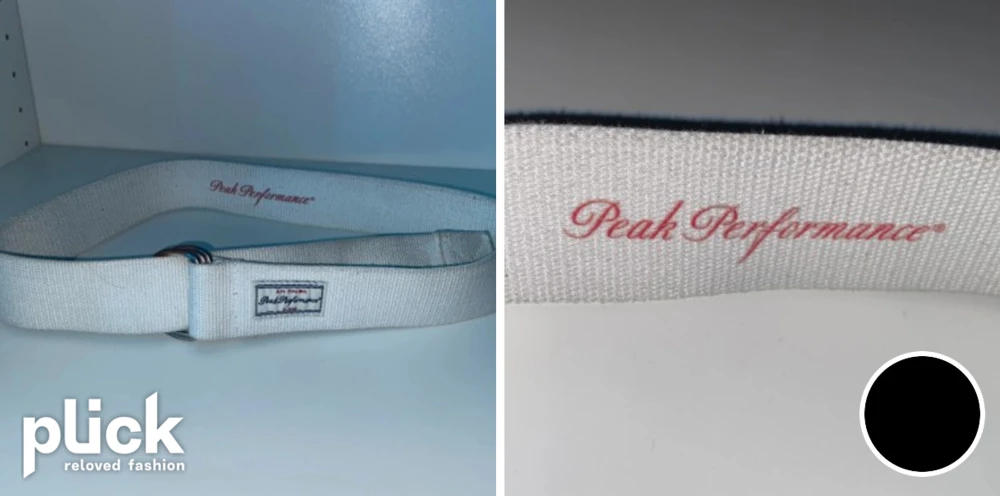 Peak Performance®
Peak Performance
plick
reloved fashion
Peak Performance®